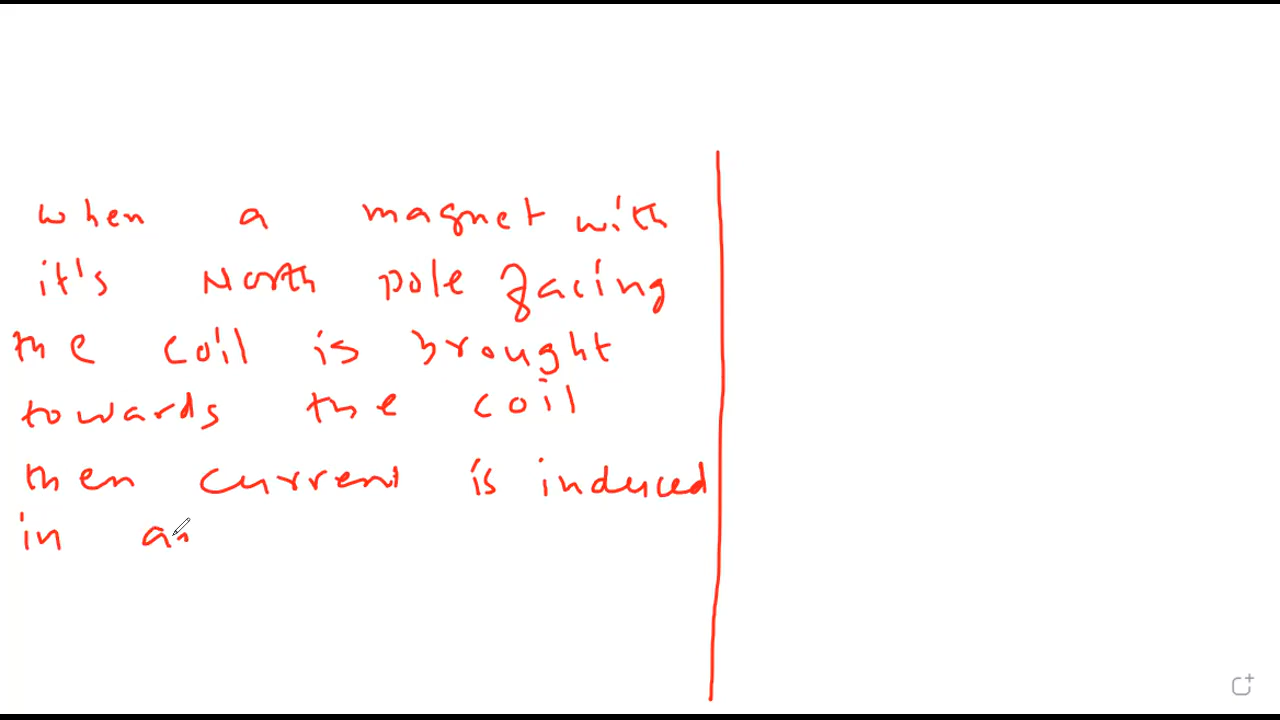 when a magnet with
it's North pole facing
the coil is brought
towards the coil
then current is induced
in an